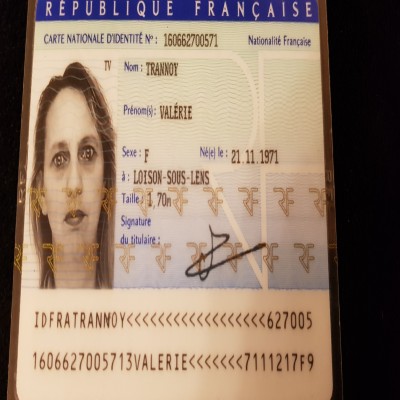 RÉPUBLIQUE FRANÇAISE
CARTE NATIONALE D'IDENTITÉ Nº : 160662700571 Nationalité Française
TV Nom : TRANNOY
Prénom(s) : VALÉRIE
Sexe : F Né(e) le : 21.11.1971
à : LOISON-SOUS-LENS
Taille : 1,70m
Signature
du titulaire :
IDFRATRANNOY<<<<<<<<<<<<<<<<<<627005
1606627005713VALERIE<<<<<<<7111217F9